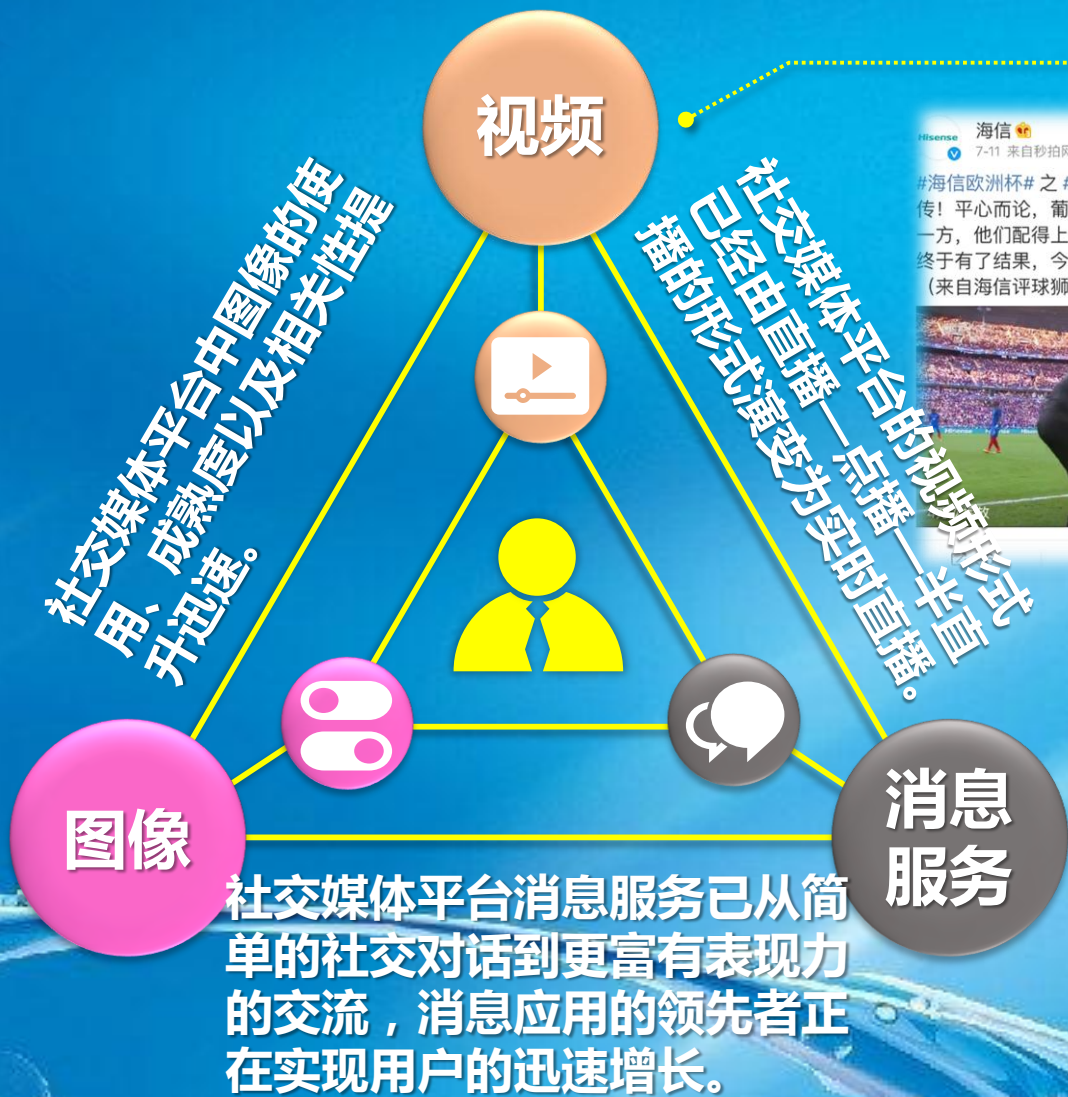 视频
Hisense
海信
7-11 来自秒拍
#海信欧洲杯# 之 #
传！平心而论，葡
一方，他们配得上
终于有了结果，今
（来自海信评球狮
社交媒体平台中图像的使
用、成熟度以及相关性提
升迅速。
社交媒体平台的视频形式
已经由直播—点播—半直
播的形式演变为实时直播。
图像
消息
服务
社交媒体平台消息服务已从简
单的社交对话到更富有表现力
的交流，消息应用的领先者正
在实现用户的迅速增长。